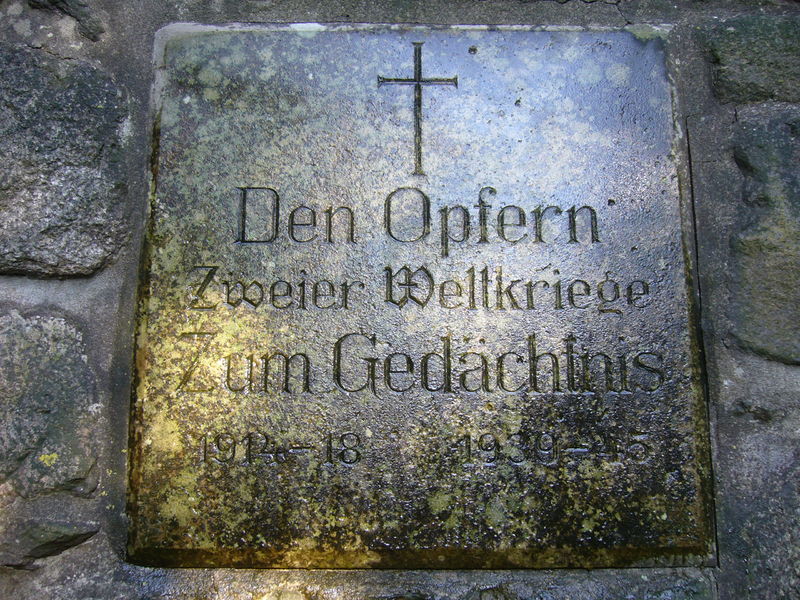 Den Opfern
Zweier Weltkriege
Zum Gedächtnis
1914-18 1939-45